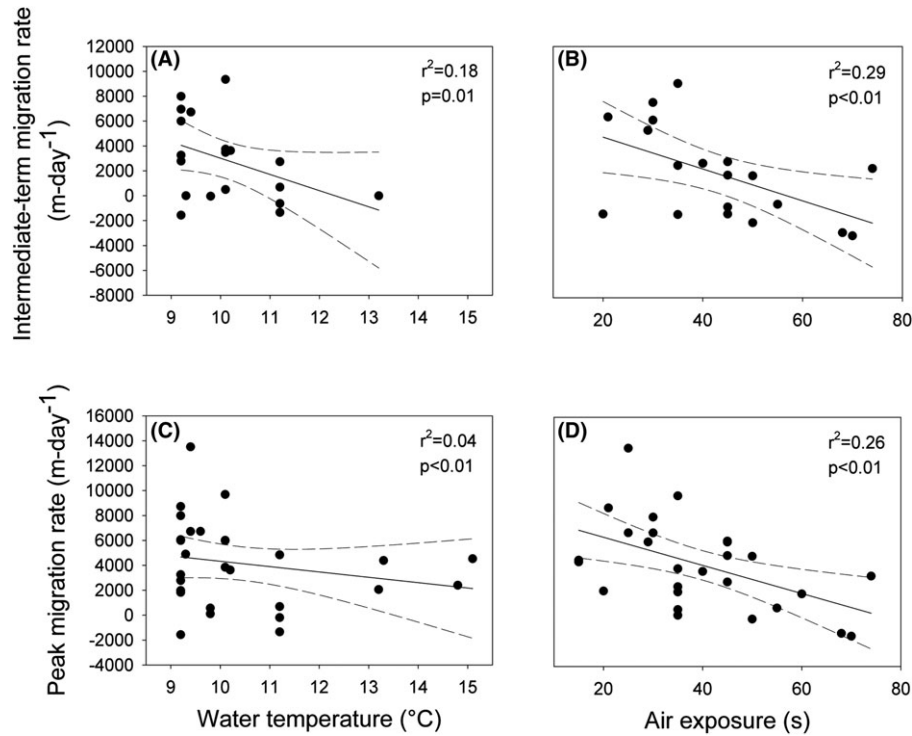 Intermediate-term migration rate
(m-day⁻¹)
12000
10000
8000
6000
4000
2000
0
-2000
-4000
-6000
-8000
(A)
r²=0.18
p=0.01
9 10 11 12 13 14 15
(B)
r²=0.29
p<0.01
20 40 60 80
Peak migration rate (m-day⁻¹)
16000
14000
12000
10000
8000
6000
4000
2000
0
-2000
-4000
(C)
r²=0.04
p<0.01
9 10 11 12 13 14 15
Water temperature (°C)
(D)
r²=0.26
p<0.01
20 40 60 80
Air exposure (s)